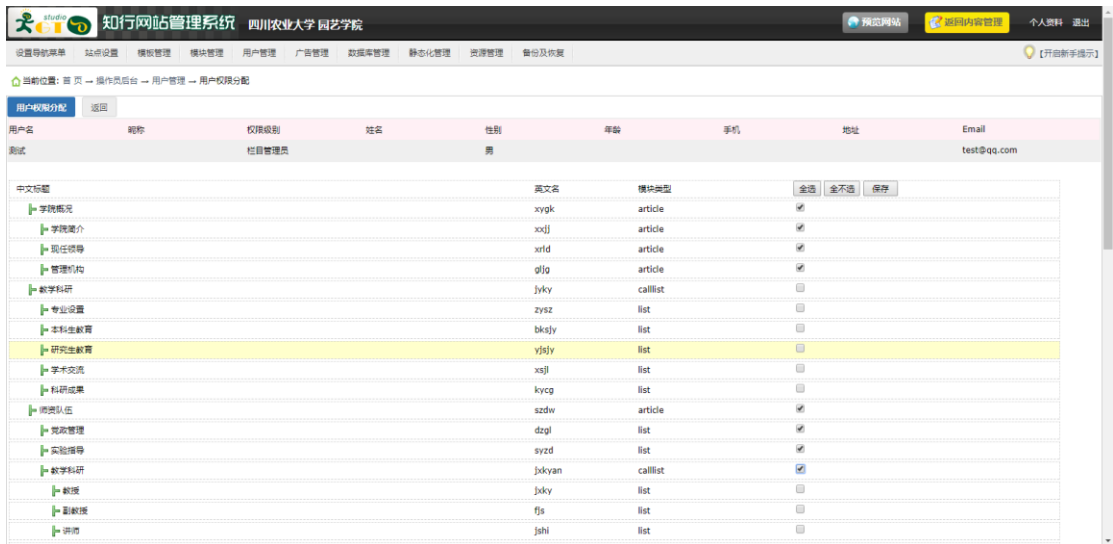 studio
知行网站管理系统 四川农业大学 园艺学院 预览网站 返回内容管理 个人资料 退出
设置导航菜单 站点设置 模板管理 模块管理 用户管理 广告管理 数据库管理 静态化管理 资源管理 备份及恢复 [开启新手提示]
当前位置: 首 页 → 操作员后台 → 用户管理 → 用户权限分配
用户权限分配 返回
用户名 昵称 权限级别 姓名 性别 年龄 手机 地址 Email
测试 栏目管理员 男 test@qq.com
中文标题 英文名 模块类型 全选 全不选 保存
学院概况 xygk article
学院简介 xxjj article
现任领导 xrld article
管理机构 gljg article
教学科研 jyky calllist
专业设置 zysz list
本科生教育 bksjy list
研究生教育 yjsjy list
学术交流 xsjl list
科研成果 kycg list
师资队伍 szdw article
党政管理 dzgl list
实验指导 syzd list
教学科研 jxkyan calllist
教授 jxky list
副教授 fjs list
讲师 jshi list